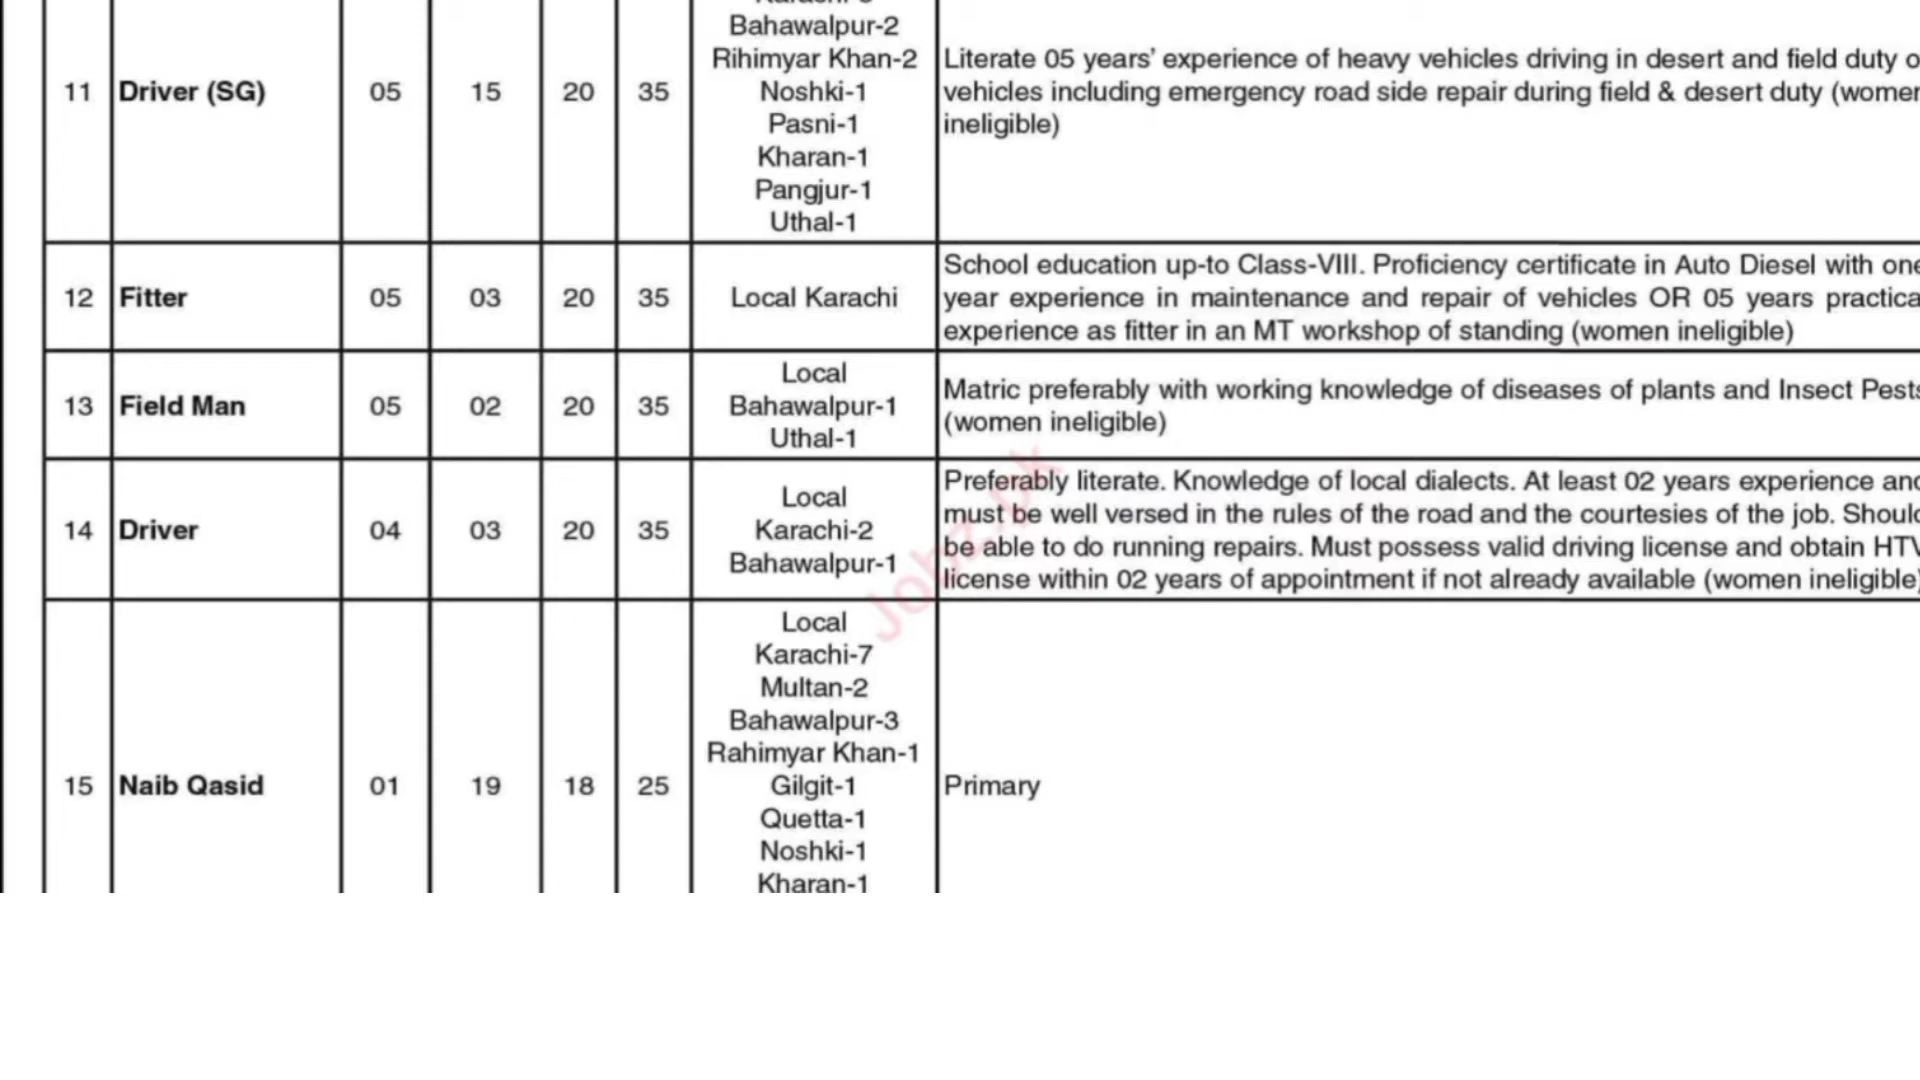 Bahawalpur-2
Rihimyar Khan-2
Noshki-1
Pasni-1
Kharan-1
Pangjur-1
Uthal-1
11 Driver (SG) 05 15 20 35
Literate 05 years’ experience of heavy vehicles driving in desert and field duty
vehicles including emergency road side repair during field & desert duty
ineligible)
12 Fitter 05 03 20 35 Local Karachi
School education up-to Class-VIII. Proficiency certificate in Auto Diesel with
year experience in maintenance and repair of vehicles OR 05 years
experience as fitter in an MT workshop of standing (women ineligible)
13 Field Man 05 02 20 35
Local
Bahawalpur-1
Uthal-1
Matric preferably with working knowledge of diseases of plants and Insect Pests
(women ineligible)
14 Driver 04 03 20 35
Local
Karachi-2
Bahawalpur-1
Preferably literate. Knowledge of local dialects. At least 02 years experience
must be well versed in the rules of the road and the courtesies of the job.
be able to do running repairs. Must possess valid driving license and obtain
license within 02 years of appointment if not already available (women ineligible)
15 Naib Qasid 01 19 18 25
Local
Karachi-7
Multan-2
Bahawalpur-3
Rahimyar Khan-1
Gilgit-1
Quetta-1
Noshki-1
Kharan-1
Primary
Jobz.pk